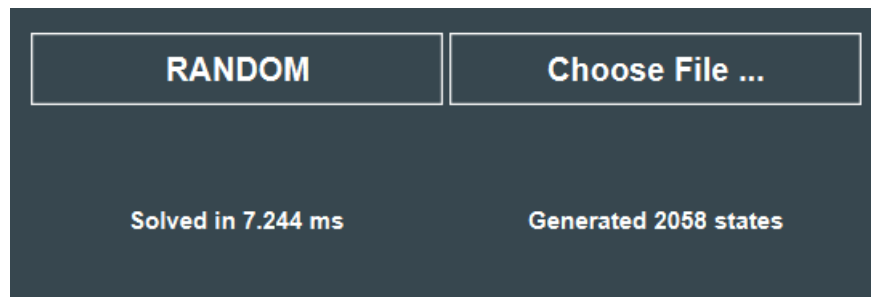 RANDOM
Choose File ...
Solved in 7.244 ms
Generated 2058 states